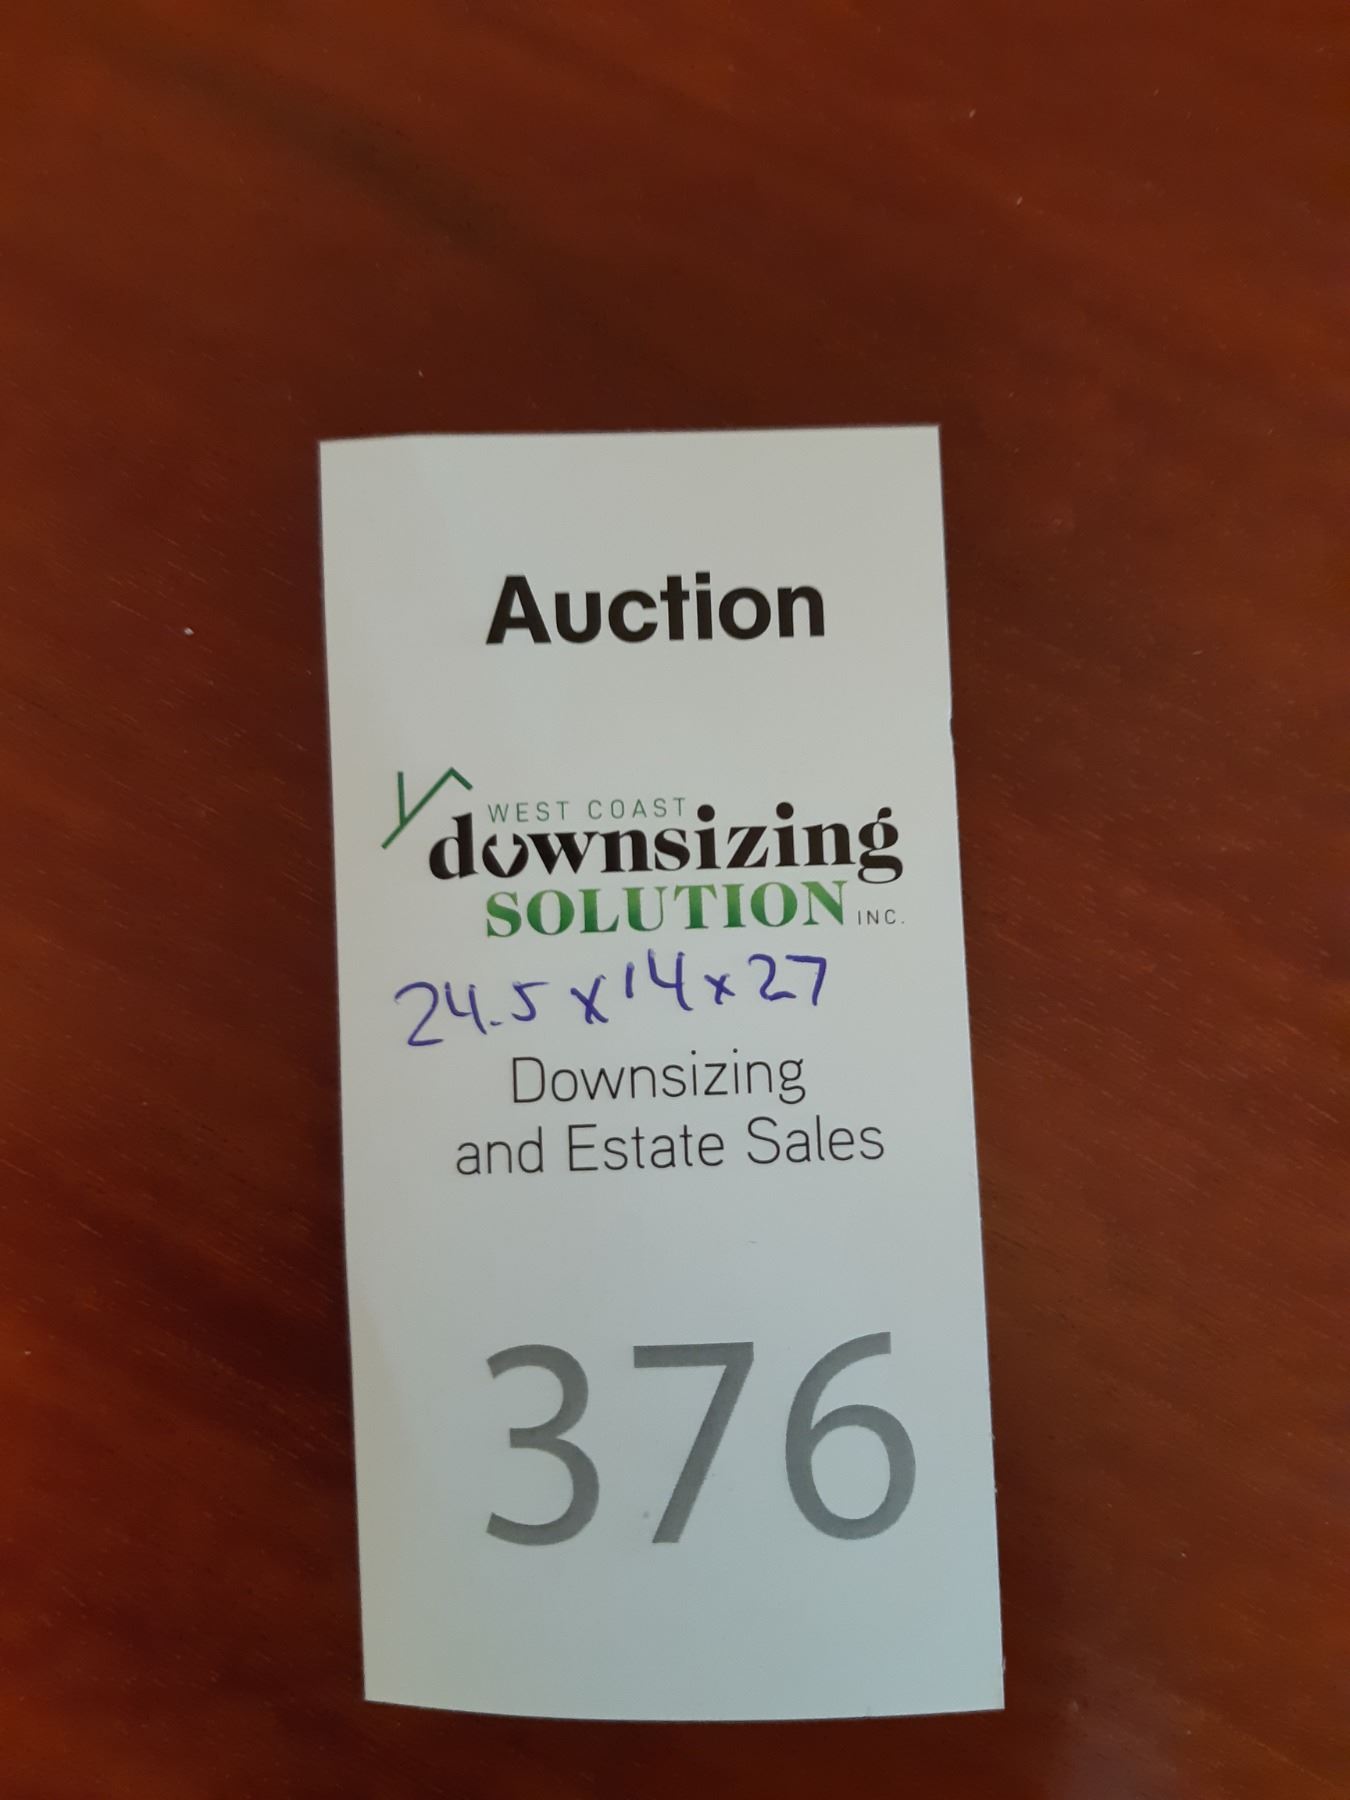 Auction
WEST COAST
downsizing
SOLUTION INC.
24.5 x 14 x 27
Downsizing
and Estate Sales
376